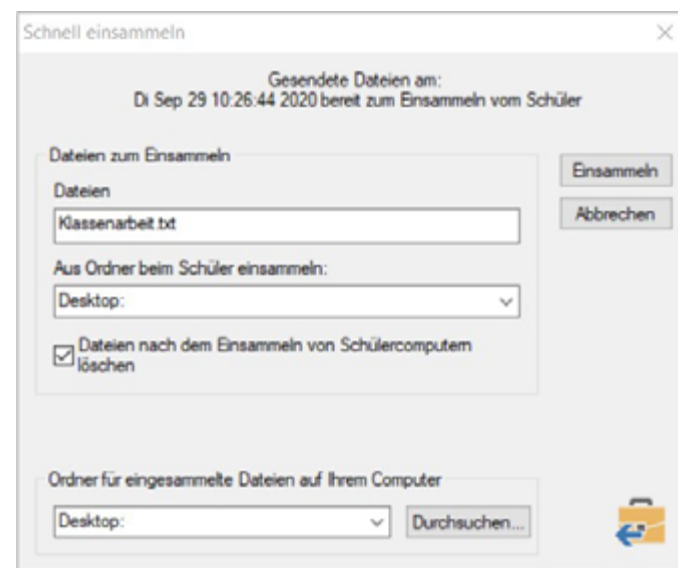 Schnell einsammeln
Gesendete Dateien am:
Di Sep 29 10:26:44 2020 bereit zum Einsammeln vom Schüler
Dateien zum Einsammeln
Dateien
Klassenarbeit.txt
Aus Ordner beim Schüler einsammeln:
Desktop:
Dateien nach dem Einsammeln von Schülercomputern
löschen
Einsammeln
Abbrechen
Ordner für eingesammelte Dateien auf Ihrem Computer
Desktop:
Durchsuchen...